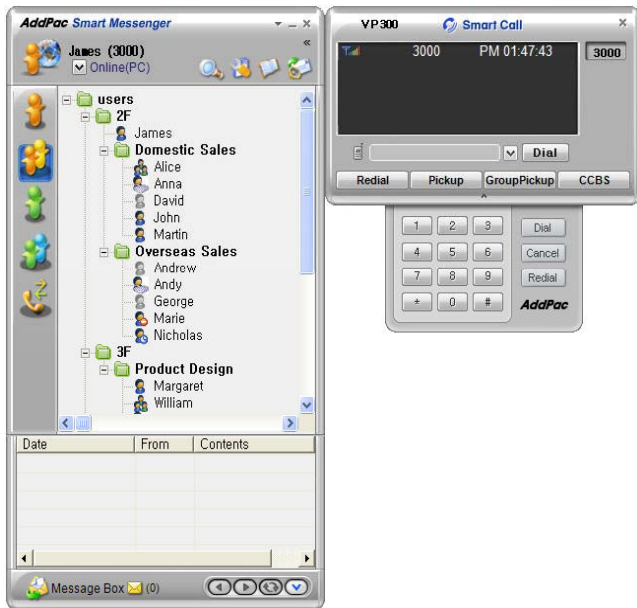 AddPac Smart Messenger
James (3000)
Online(PC)
users
2F
James
Domestic Sales
Alice
Anna
David
John
Martin
Overseas Sales
Andrew
Andy
George
Marie
Nicholas
3F
Product Design
Margaret
William
Date From Contents
Message Box (0)
VP300 Smart Call
3000 PM 01:47:43 3000
Dial
Redial Pickup GroupPickup CCBS
1 2 3 Dial
4 5 6 Cancel
7 8 9 Redial
* 0 # AddPac